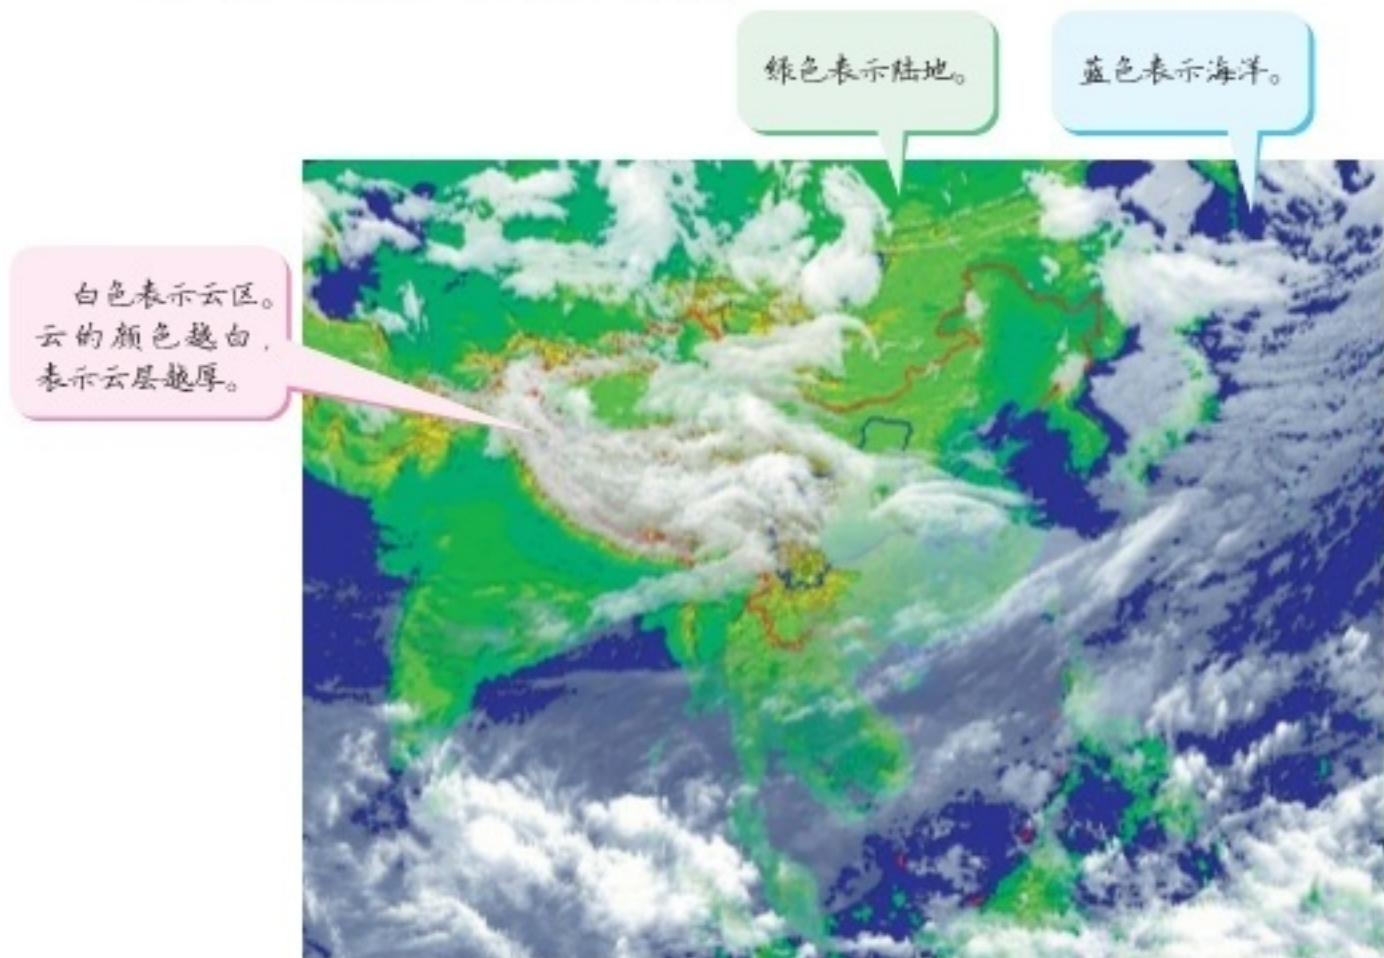 绿色表示陆地。
蓝色表示海洋。
白色表示云区。
云的颜色越白，
表示云层越厚。